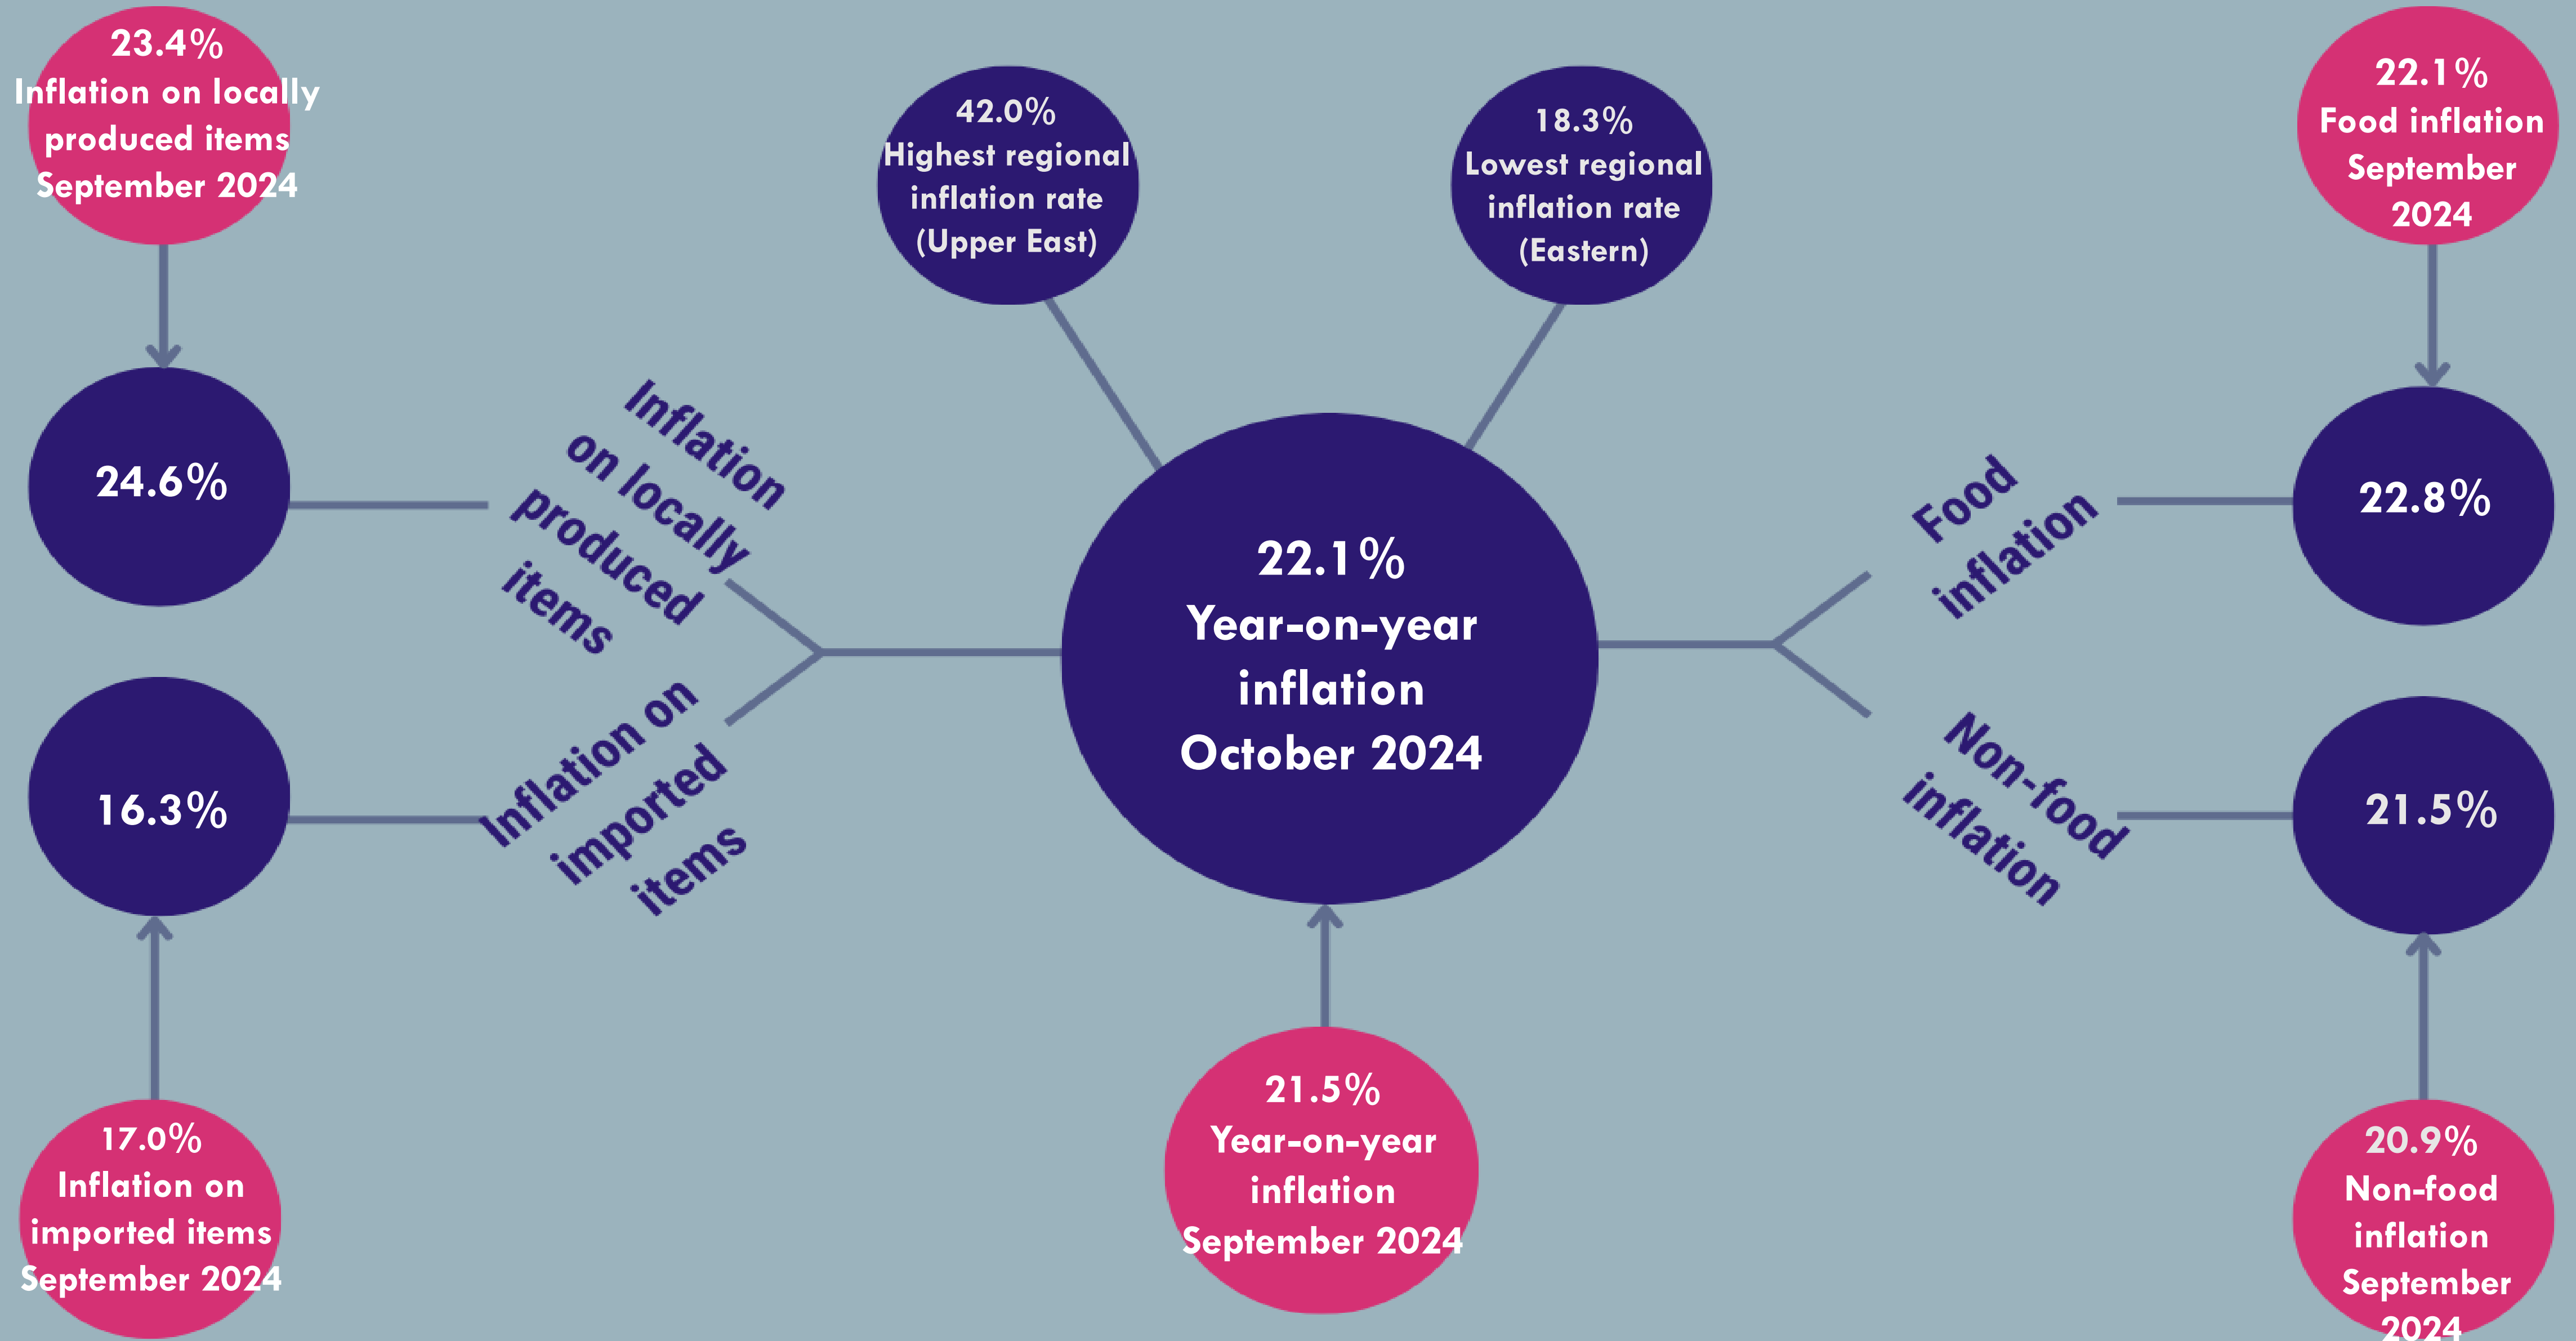 23.4%
Inflation on locally
produced items
September 2024
42.0%
Highest regional
inflation rate
(Upper East)
18.3%
Lowest regional
inflation rate
(Eastern)
22.1%
Food inflation
September
2024
24.6%
Inflation
on locally
produced
items
22.1%
Year-on-year
inflation
October 2024
Food
inflation
22.8%
16.3%
Inflation on
imported
items
Non-food
inflation
21.5%
17.0%
Inflation on
imported items
September 2024
21.5%
Year-on-year
inflation
September 2024
20.9%
Non-food
inflation
September
2024